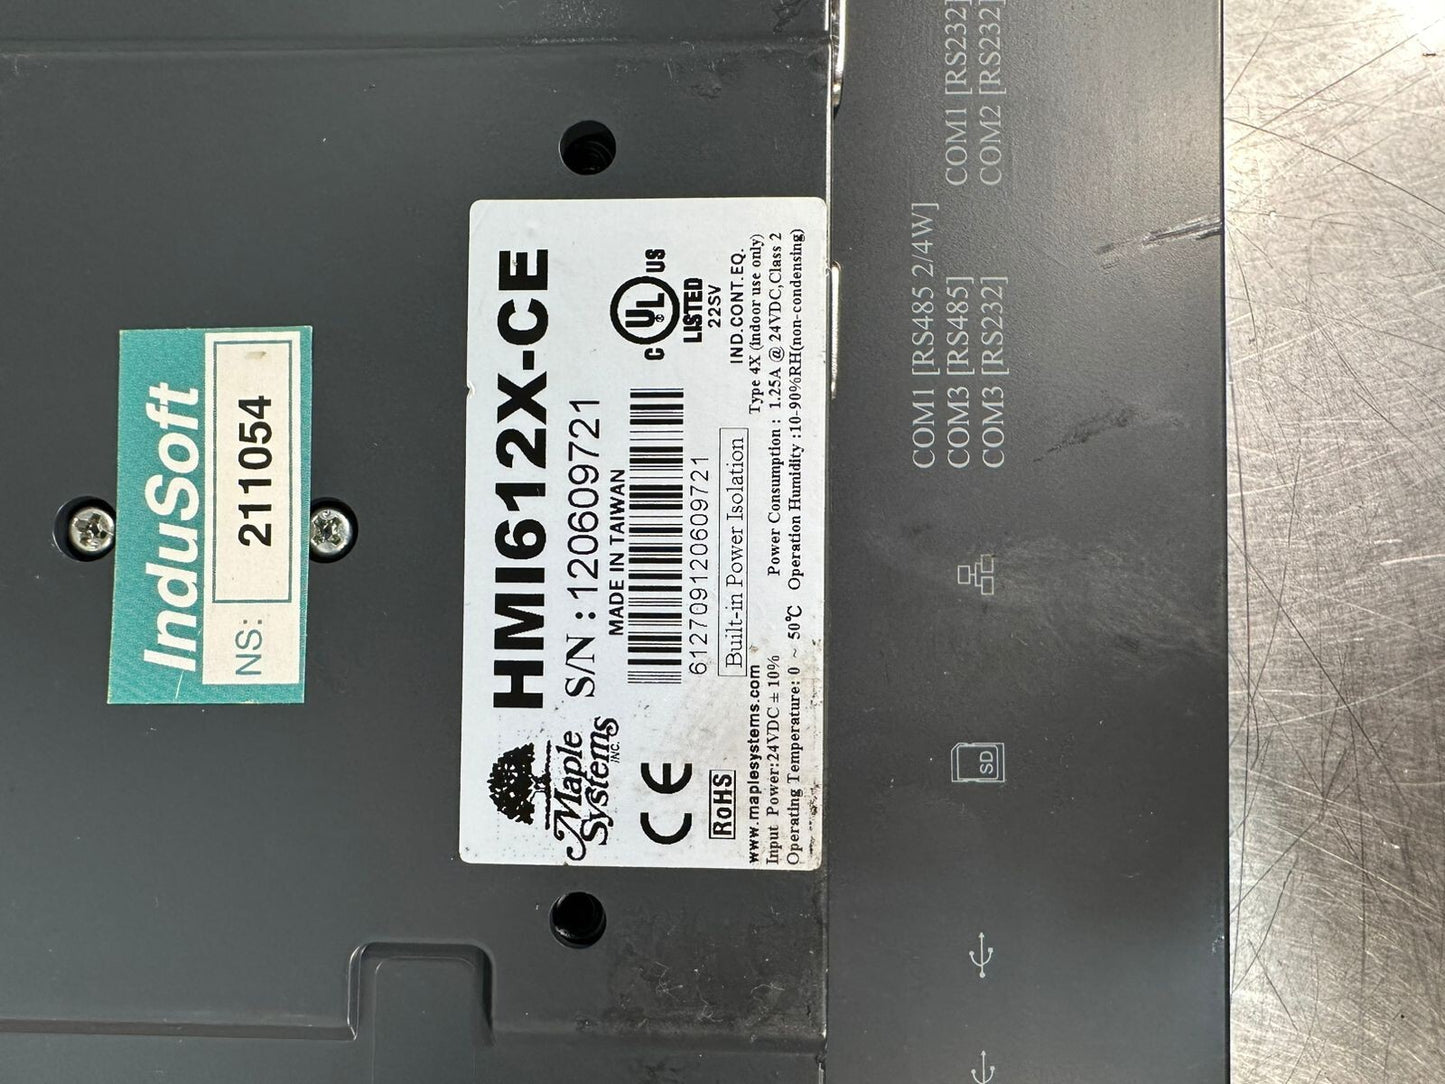 InduSoft
NS: 211054
HMI612X-CE
Maple
Systems
INC.
S/N : 120609721
MADE IN TAIWAN
6127091120609721
C UL ® US
LISTED
22SV
IND.CONT.EQ.
CE
RoHS
Built-in Power Isolation
www.maplesystems.com
Type 4X (indoor use only)
Input Power:24VDC ± 10%
Power Consumption : 1.25A @ 24VDC,Class 2
Operating Temperature: 0 ~ 50℃
Operation Humidity :10-90%RH(non-condensing)
COM1 [RS485 2/4W]
COM3 [RS485]
COM3 [RS232]
COM1 [RS232]
COM2 [RS232]
SD